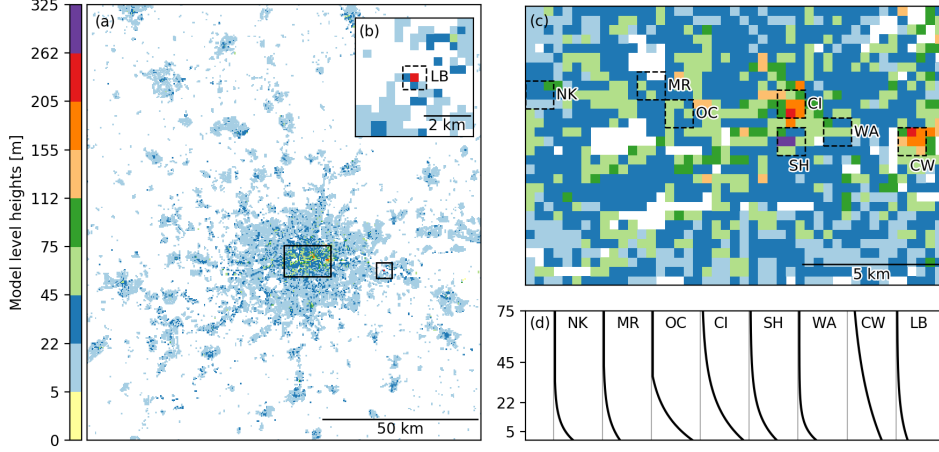 Model level heights [m]
325
262
205
155
112
75
45
22
5
0
(a)
50 km
(b)
LB
2 km
(c)
NK
MR
OC
CI
WA
SH
CW
5 km
75
45
22
5
(d)
NK MR OC CI SH WA CW LB